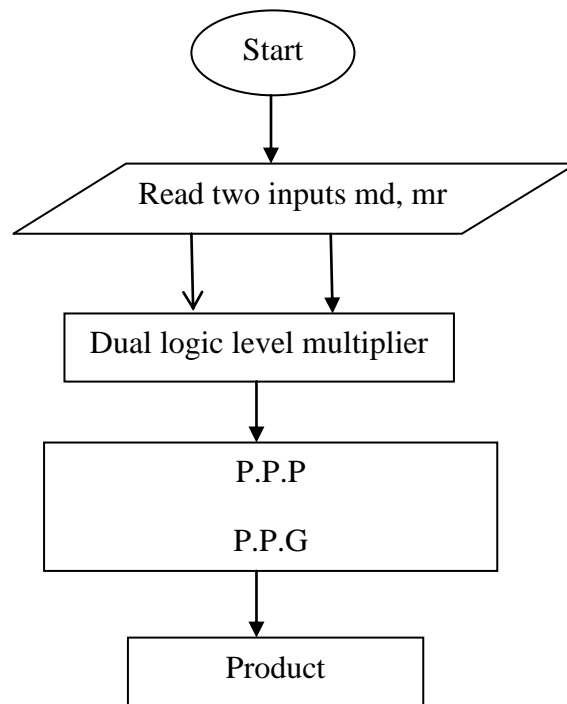 Start
Read two inputs md, mr
Dual logic level multiplier
P.P.P
P.P.G
Product